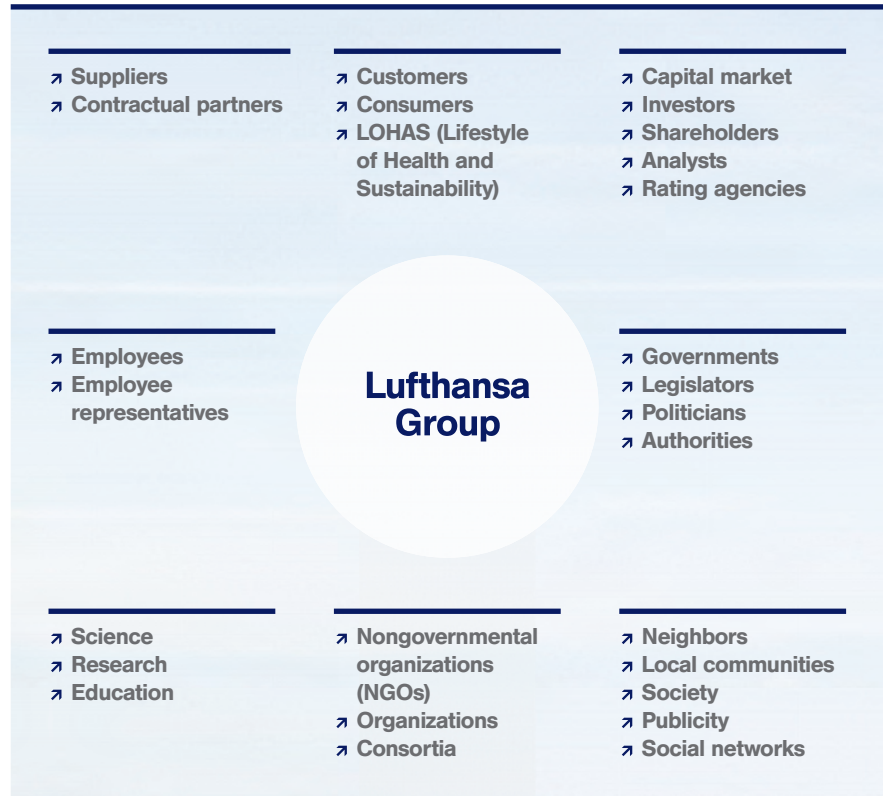 Suppliers
Contractual partners
Customers
Consumers
LOHAS (Lifestyle
of Health and
Sustainability)
Capital market
Investors
Shareholders
Analysts
Rating agencies
Employees
Employee
representatives
Lufthansa
Group
Governments
Legislators
Politicians
Authorities
Science
Research
Education
Nongovernmental
organizations
(NGOs)
Organizations
Consortia
Neighbors
Local communities
Society
Publicity
Social networks